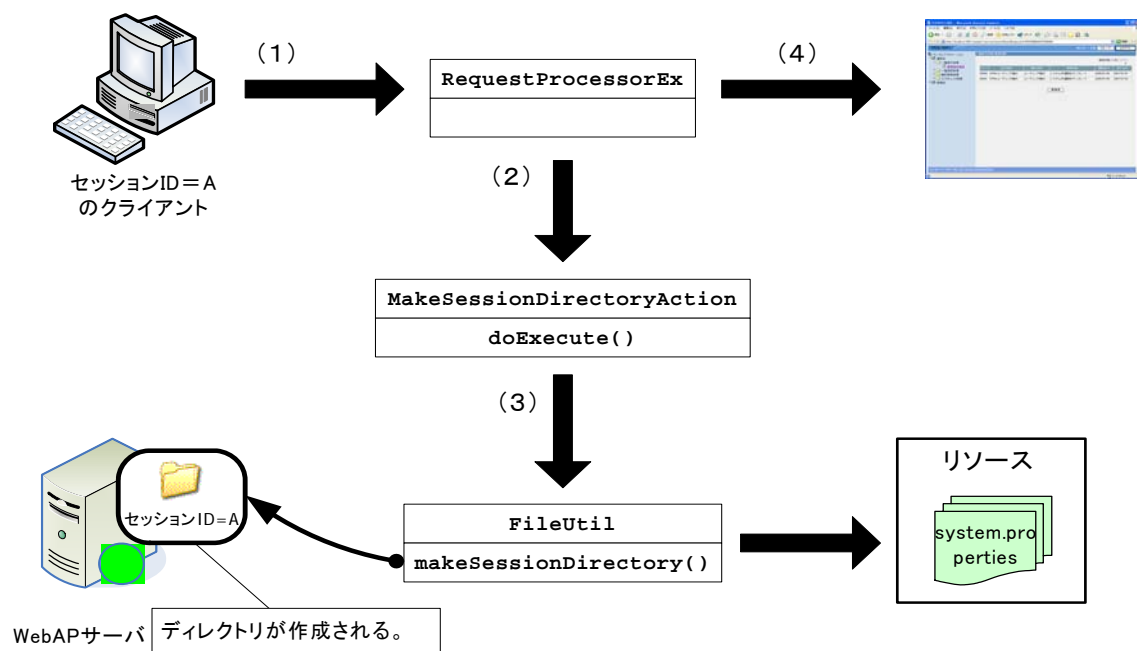 （1）
（4）
RequestProcessorEx
（2）
セッションID＝A
のクライアント
MakeSessionDirectoryAction
doExecute()
（3）
リソース
セッションID=A
FileUtil
makeSessionDirectory()
system.pro
perties
WebAPサーバ
ディレクトリが作成される。